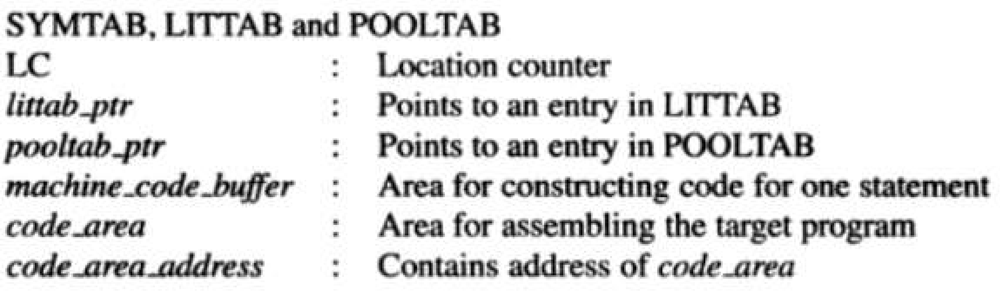 SYMTAB, LITTAB and POOLTAB
LC : Location counter
littab_ptr : Points to an entry in LITTAB
pooltab_ptr : Points to an entry in POOLTAB
machine_code_buffer : Area for constructing code for one statement
code_area : Area for assembling the target program
code_area_address : Contains address of code_area